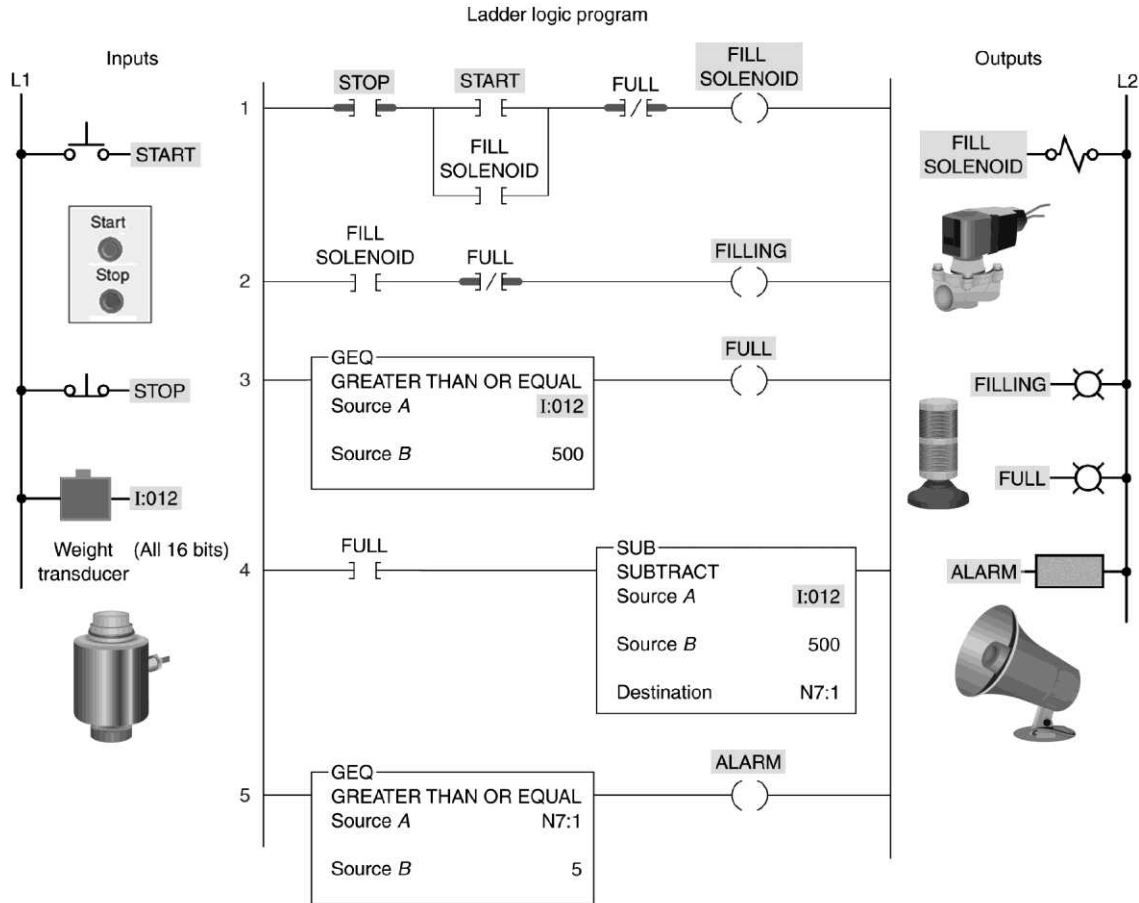 Ladder logic program
Inputs
Outputs
L1
L2
START
Start
Stop
STOP
I:012
Weight transducer
(All 16 bits)
1
STOP
START
FULL
FILL SOLENOID
FILL SOLENOID
2
FILL SOLENOID
FULL
FILLING
3
GEQ
GREATER THAN OR EQUAL
Source A I:012
Source B 500
FULL
4
FULL
SUB
SUBTRACT
Source A I:012
Source B 500
Destination N7:1
5
GEQ
GREATER THAN OR EQUAL
Source A N7:1
Source B 5
ALARM
FILL SOLENOID
FILLING
FULL
ALARM